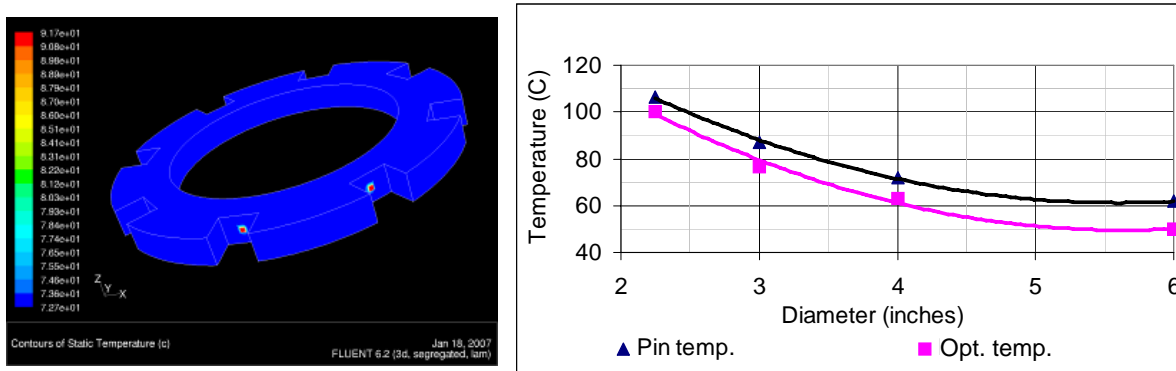 9.17e+01
9.08e+01
8.98e+01
8.89e+01
8.79e+01
8.70e+01
8.60e+01
8.50e+01
8.41e+01
8.31e+01
8.22e+01
8.12e+01
8.03e+01
7.93e+01
7.84e+01
7.74e+01
7.65e+01
7.55e+01
7.46e+01
7.36e+01
7.27e+01
Z
Y
X
Contours of Static Temperature (c)
Jan 18, 2007
FLUENT 6.2 (3d, segregated, lam)
Temperature (C)
120
100
80
60
40
2 3 4 5 6
Diameter (inches)
Pin temp. Opt. temp.